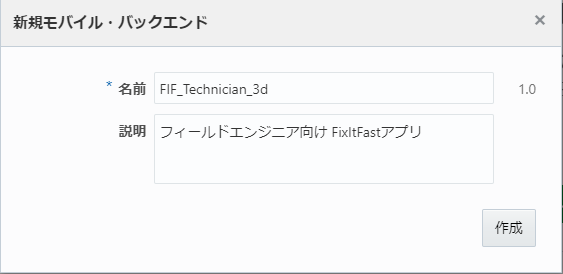 新規モバイル・バックエンド
×
* 名前 FIF_Technician_3d 1.0
説明 フィールドエンジニア向け FixItFastアプリ
作成